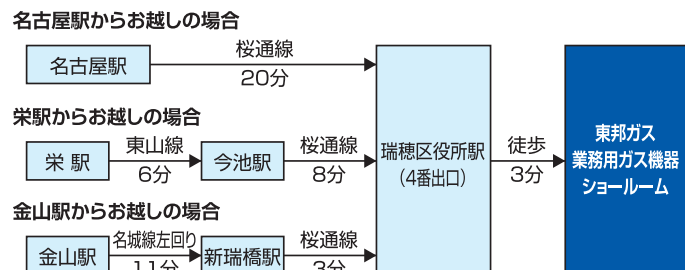 名古屋駅からお越しの場合
名古屋駅
桜通線
20分
栄駅からお越しの場合
栄 駅
東山線
6分
今池駅
桜通線
8分
金山駅からお越しの場合
金山駅
名城線左回り
11分
新瑞橋駅
桜通線
3分
瑞穂区役所駅
（4番出口）
徒歩
3分
東邦ガス
業務用ガス機器
ショールーム